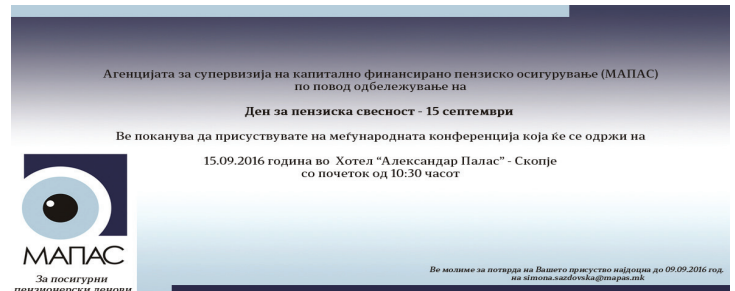 Агенцијата за супервизија на капитално финансирано пензиско осигурување (МАПАС)
по повод одбележување на
Ден за пензиска свесност - 15 септември
Ве поканува да присуствувате на меѓународната конференција која ќе се одржи на
15.09.2016 година во Хотел “Александар Палас” - Скопје
со почеток од 10:30 часот
МАПАС
За посигурни
пензионерски денови
Ве молиме за потврда на Вашето присуство најдоцна до 09.09.2016 год.
на simona.sazdovska@mapas.mk